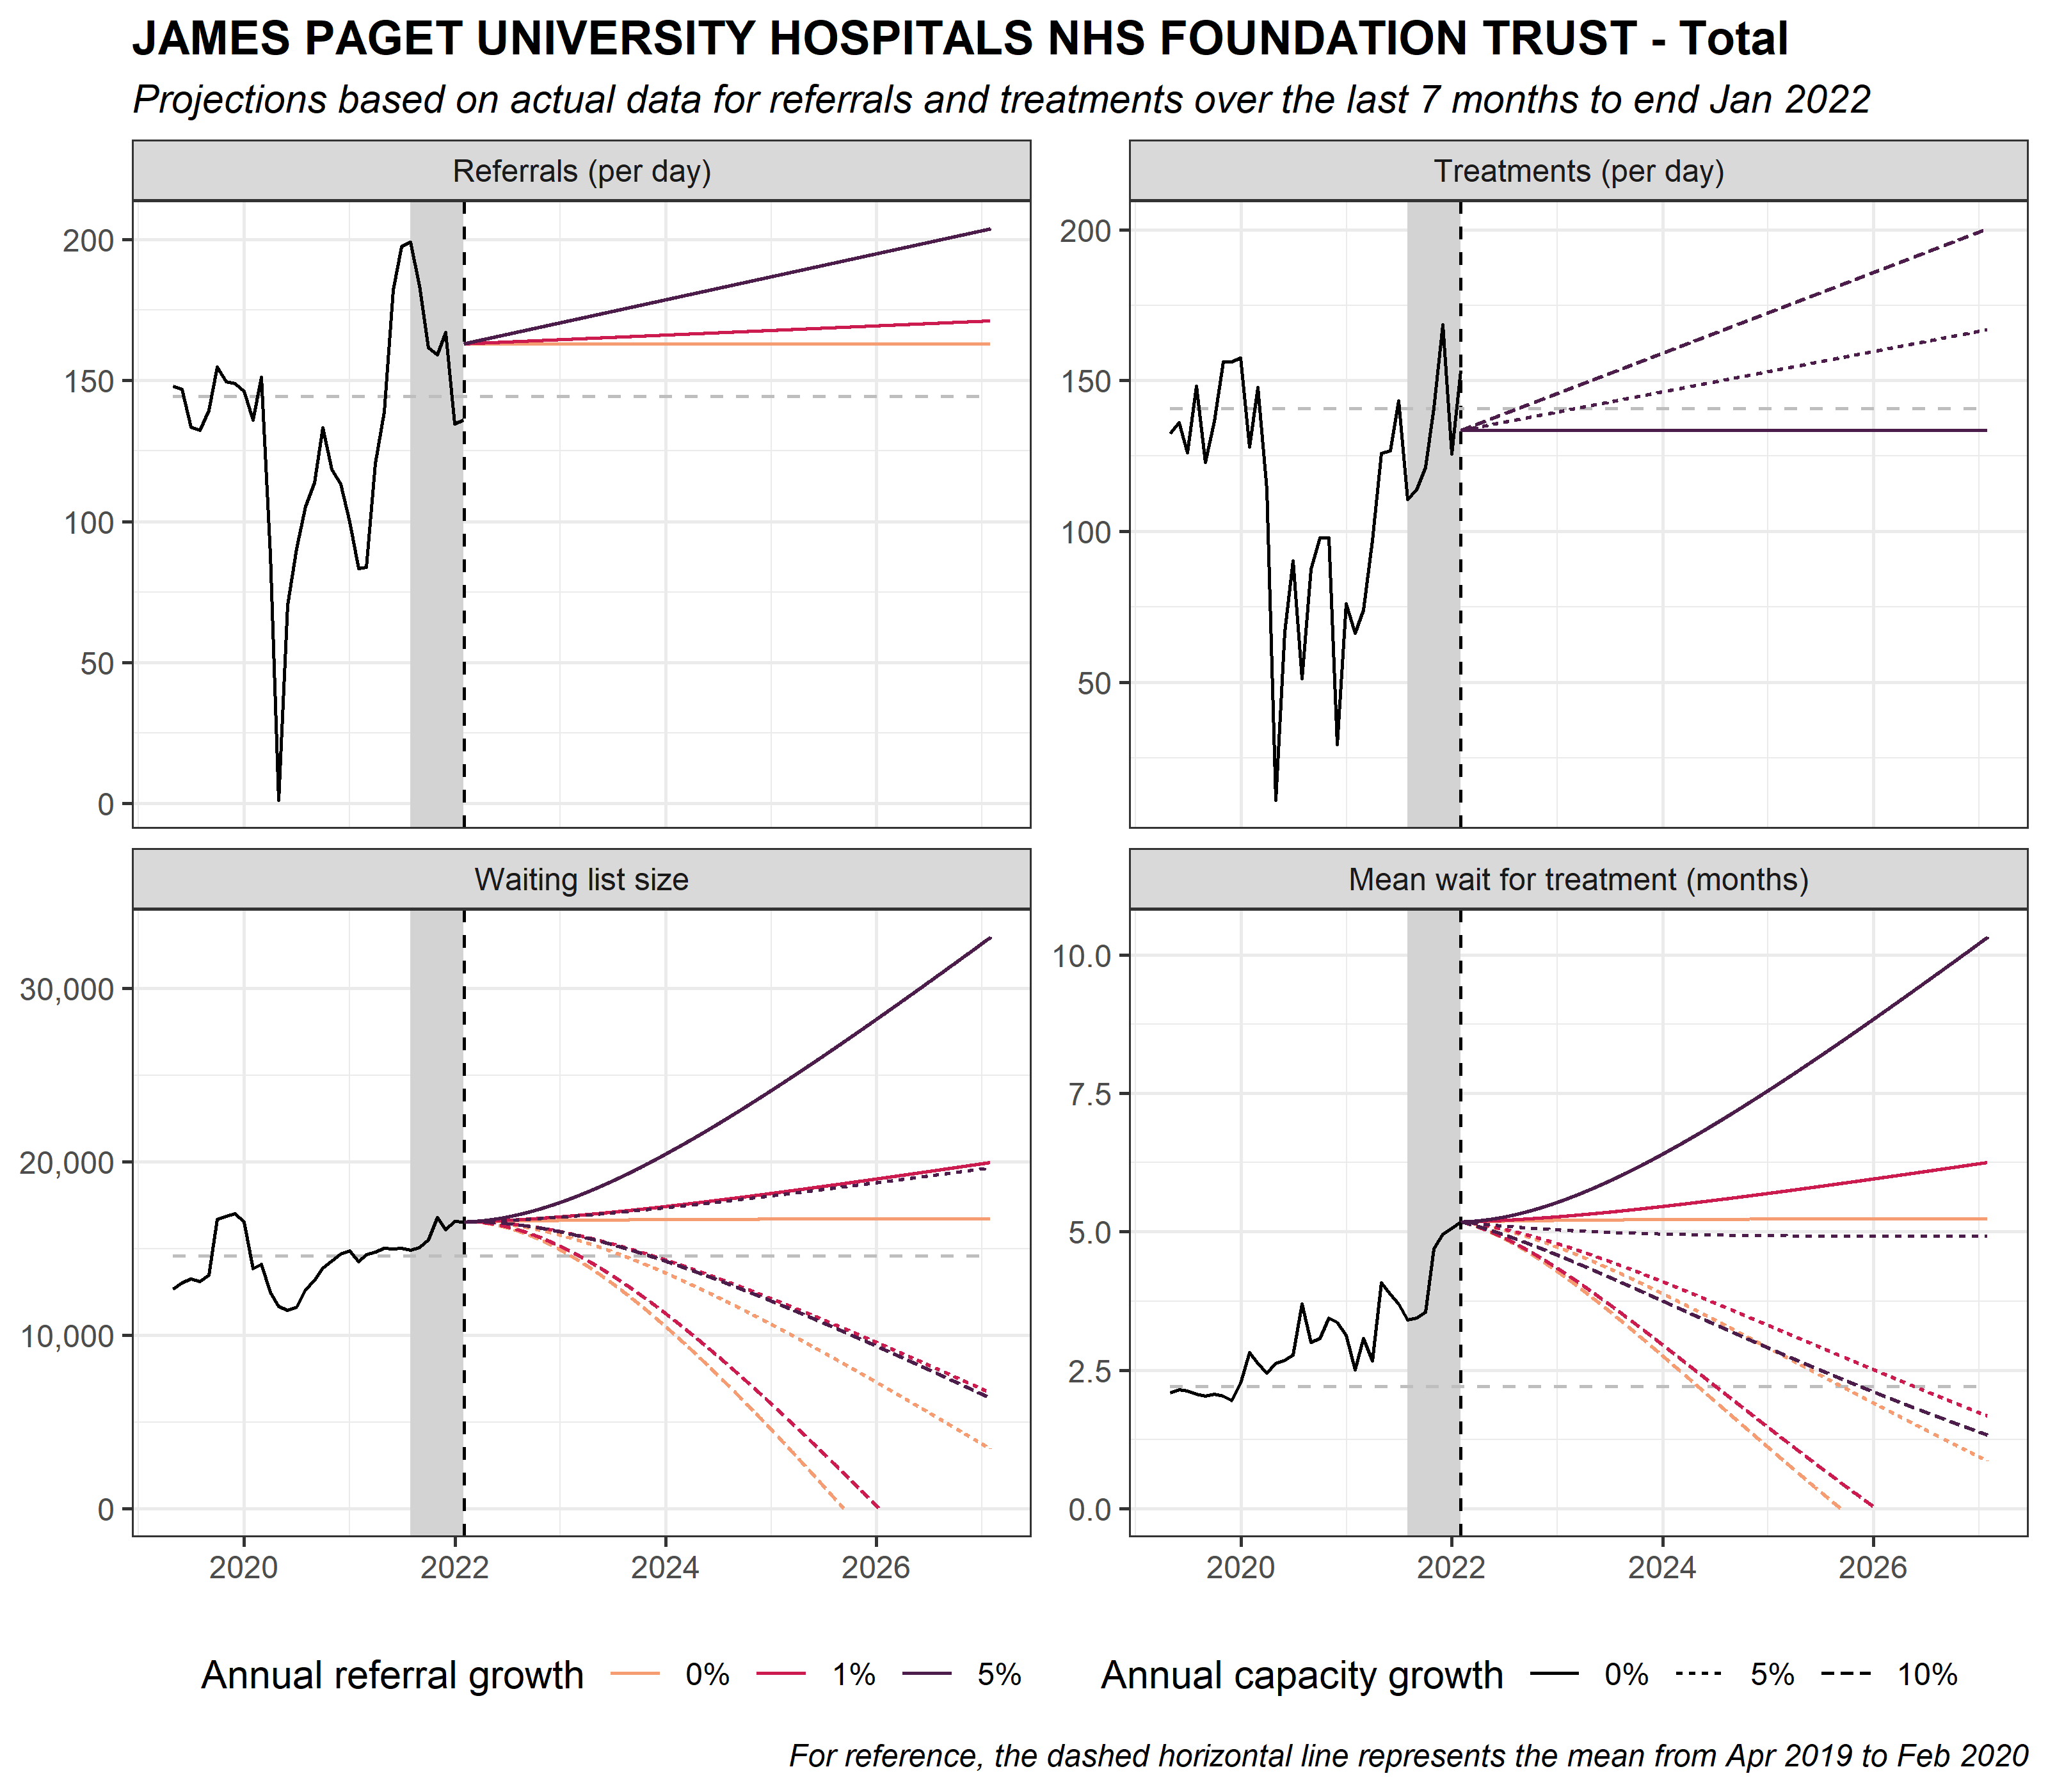 JAMES PAGET UNIVERSITY HOSPITALS NHS FOUNDATION TRUST - Total
Projections based on actual data for referrals and treatments over the last 7 months to end Jan 2022
Referrals (per day)
200
150
100
50
0
Treatments (per day)
200
150
100
50
Waiting list size
30,000
20,000
10,000
0
2020 2022 2024 2026
Mean wait for treatment (months)
10.0
7.5
5.0
2.5
0.0
2020 2022 2024 2026
Annual referral growth 0% 1% 5%
Annual capacity growth 0% 5% 10%
For reference, the dashed horizontal line represents the mean from Apr 2019 to Feb 2020